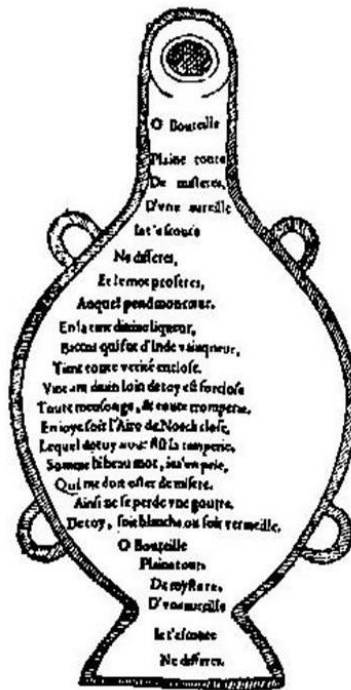 O Bouteille
Plaine toute
De misteres,
D'vne aureille
Iet'escoute
Ne differes,
Et le mot proferes,
Auquel pend mon cœur.
En la tant diuine liqueur,
Baccus qui fut d'Inde vainqueur,
Tient toute verité enclose.
Vin tant diuin loin de toy est forclose
Toute mensonge, & toute tromperie.
En ioye soit l'Aire de Noach close,
Lequel de toy nous fist la temperie.
Somme le beau mot, ie t'en prie,
Qui me doit oster de misere.
Ainsi ne se perde vne goutte.
De toy, soit blanche, ou soit vermeille.
O Bouteille
Plaine toute
De mysteres
D'vne aureille
Ie t'escoute
Ne differes.